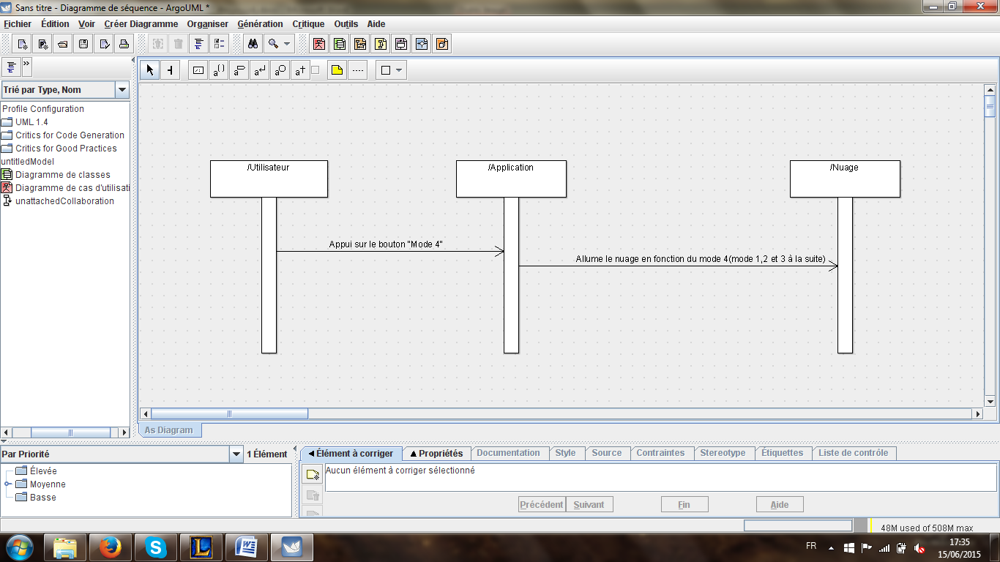 Sans titre - Diagramme de séquence - ArgoUML *
Fichier Édition Voir Créer Diagramme Organiser Génération Critique Outils Aide
Trié par Type, Nom
Profile Configuration
UML 1.4
Critics for Code Generation
Critics for Good Practices
untitledModel
Diagramme de classes
Diagramme de cas d'utilisati
unattachedCollaboration
/Utilisateur
/Application
/Nuage
Appui sur le bouton "Mode 4"
Allume le nuage en fonction du mode 4(mode 1,2 et 3 à la suite)
As Diagram
Par Priorité
1 Élément
Élevée
Moyenne
Basse
Élément à corriger Propriétés Documentation Style Source Contraintes Stereotype Étiquettes Liste de contrôle
Aucun élément à corriger sélectionné
Précédent Suivant Fin Aide
48M used of 508M max
FR
17:35
15/06/2015